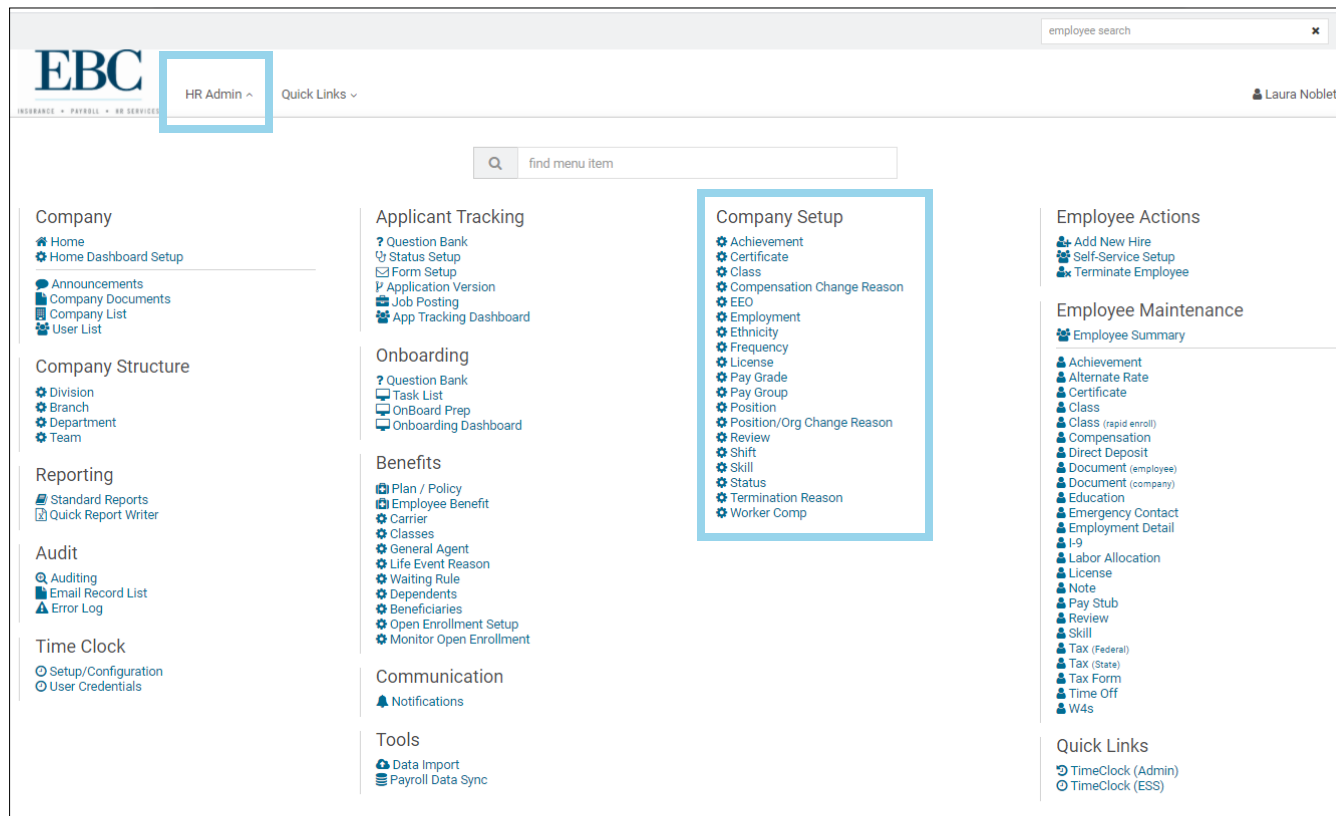 employee search
EBC
INSURANCE • PAYROLL • HR SERVICES
HR Admin
Quick Links
Laura Noblet
find menu item
Company
Home
Home Dashboard Setup
Announcements
Company Documents
Company List
User List
Company Structure
Division
Branch
Department
Team
Reporting
Standard Reports
Quick Report Writer
Audit
Auditing
Email Record List
Error Log
Time Clock
Setup/Configuration
User Credentials
Applicant Tracking
Question Bank
Status Setup
Form Setup
Application Version
Job Posting
App Tracking Dashboard
Onboarding
Question Bank
Task List
OnBoard Prep
Onboarding Dashboard
Benefits
Plan / Policy
Employee Benefit
Carrier
Classes
General Agent
Life Event Reason
Waiting Rule
Dependents
Beneficiaries
Open Enrollment Setup
Monitor Open Enrollment
Communication
Notifications
Tools
Data Import
Payroll Data Sync
Company Setup
Achievement
Certificate
Class
Compensation Change Reason
EEO
Employment
Ethnicity
Frequency
License
Pay Grade
Pay Group
Position
Position/Org Change Reason
Review
Shift
Skill
Status
Termination Reason
Worker Comp
Employee Actions
Add New Hire
Self-Service Setup
Terminate Employee
Employee Maintenance
Employee Summary
Achievement
Alternate Rate
Certificate
Class
Class (rapid enroll)
Compensation
Direct Deposit
Document (employee)
Document (company)
Education
Emergency Contact
Employment Detail
I-9
Labor Allocation
License
Note
Pay Stub
Review
Skill
Tax (Federal)
Tax (State)
Tax Form
Time Off
W4s
Quick Links
TimeClock (Admin)
TimeClock (ESS)